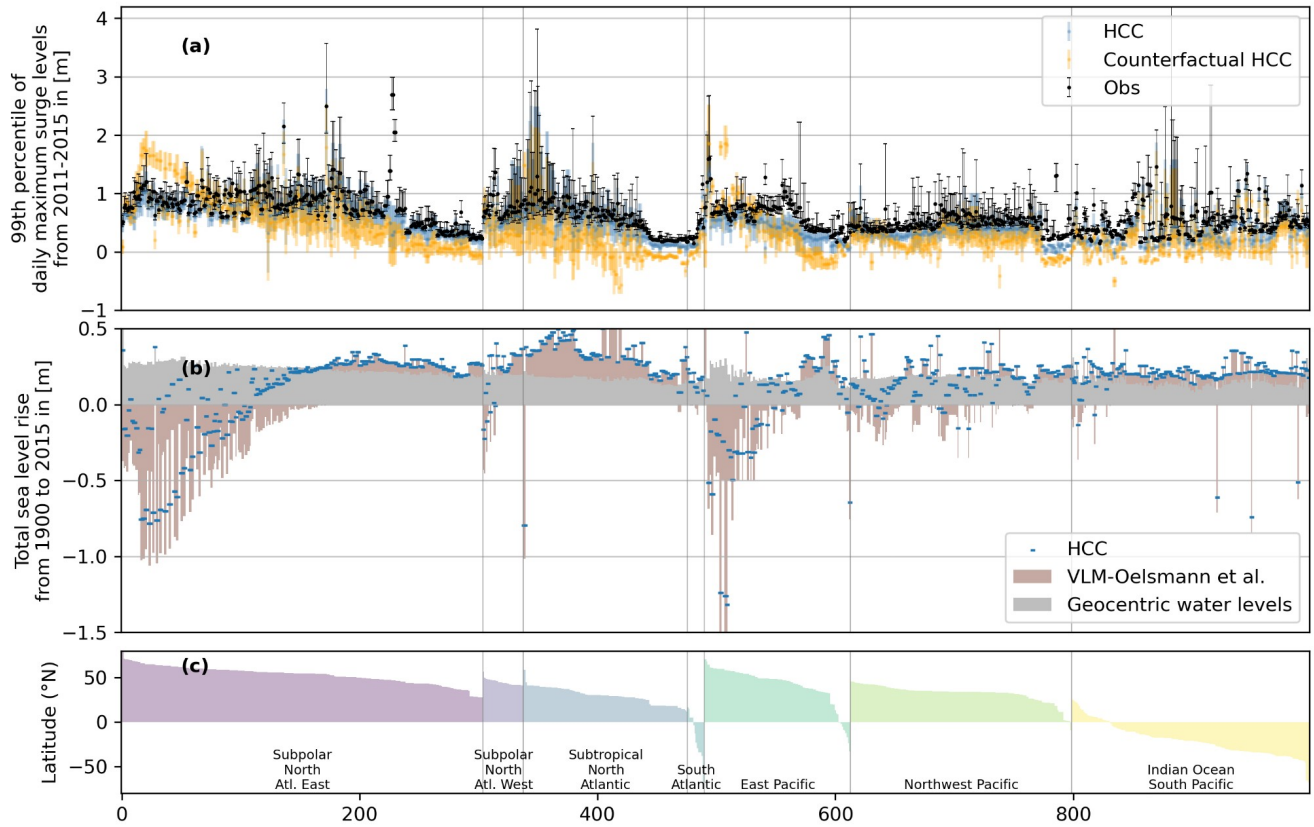 99th percentile of
daily maximum surge levels
from 2011-2015 in [m]
4
3
2
1
0
−1
(a)
HCC
Counterfactual HCC
Obs
Total sea level rise
from 1900 to 2015 in [m]
0.5
0.0
−0.5
−1.0
−1.5
(b)
HCC
VLM-Oelsmann et al.
Geocentric water levels
Latitude (°N)
50
0
−50
(c)
Subpolar
North
Atl. East
Subpolar
North
Atl. West
Subtropical
North
Atlantic
South
Atlantic
East Pacific
Northwest Pacific
Indian Ocean
South Pacific
0
200
400
600
800